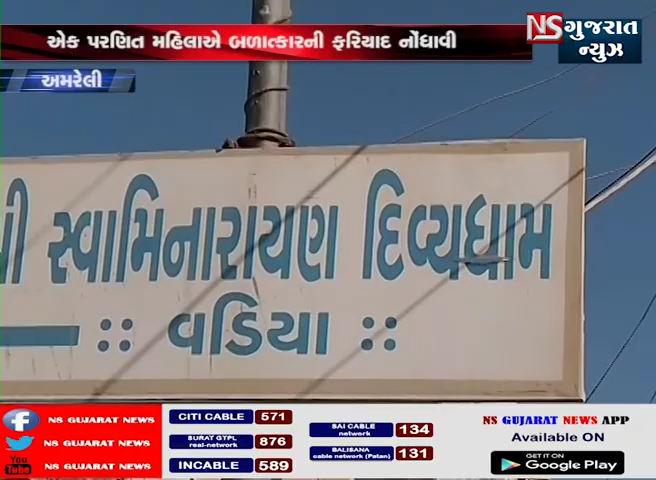 એક પરણિત મહિલાએ બળાત્કારની ફરિયાદ નોંધાવી
NS ગુજરાત
ન્યુઝ
અમરેલી
સ્વામિનારાયણ દિવ્યધામ
:: વડિયા ::
NS GUJARAT NEWS
NS GUJARAT NEWS
You Tube NS GUJARAT NEWS
CITI CABLE 571
SURAT GTPL real-network 876
INCABLE 589
SAI CABLE network 134
BALISANA cable network (Patan) 131
NS GUJARAT NEWS APP
Available ON
GET IT ON
Google Play